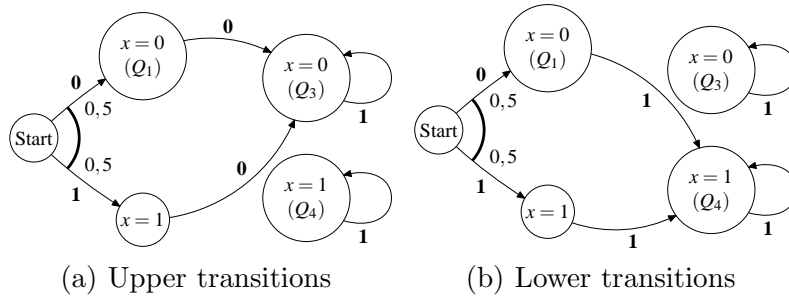 x = 0
(Q1)
0
x = 0
(Q3)
1
0
0,5
Start
0,5
1
x = 1
0
x = 1
(Q4)
1
(a) Upper transitions
x = 0
(Q1)
x = 0
(Q3)
1
0
0,5
Start
0,5
1
1
x = 1
1
x = 1
(Q4)
1
(b) Lower transitions